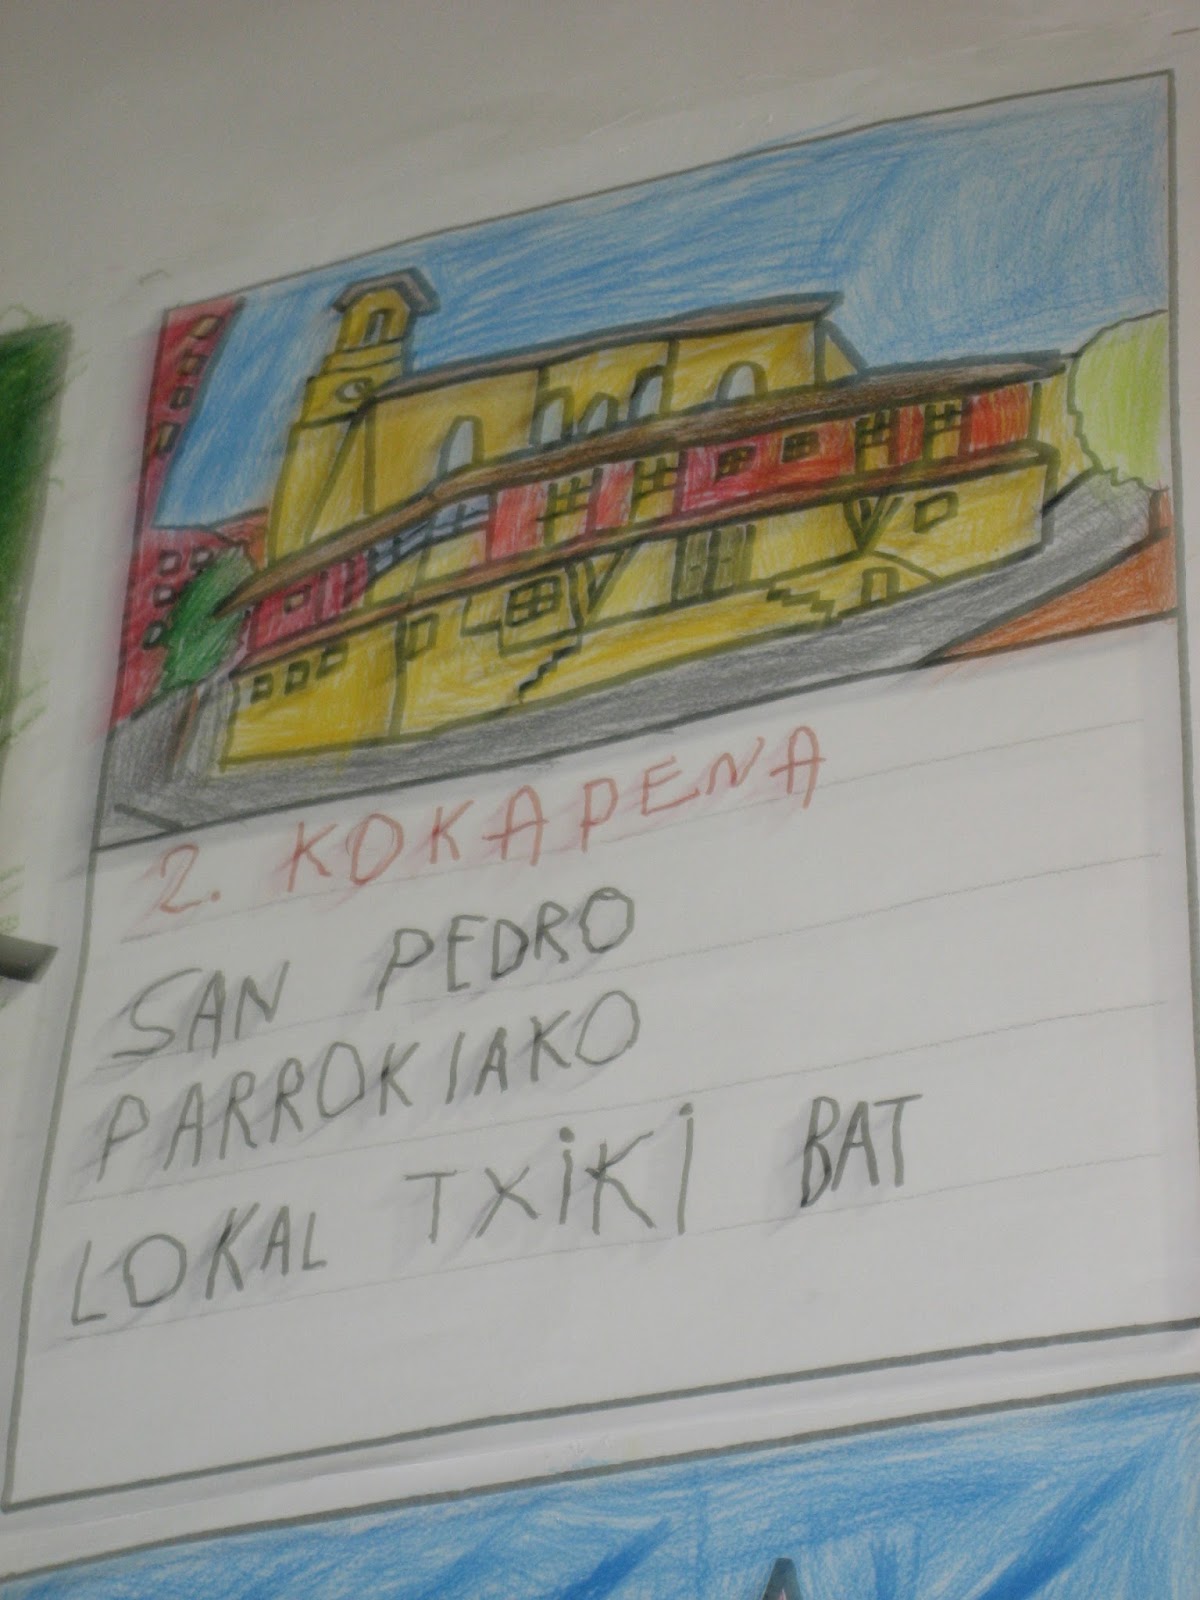 2. KOKAPENA
SAN PEDRO
PARROKIAKO
LOKAL TXIKI BAT